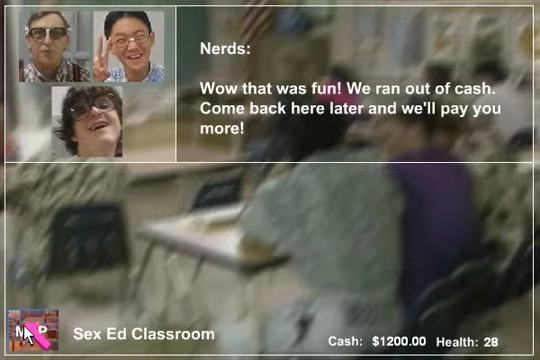 Nerds:
Wow that was fun! We ran out of cash.
Come back here later and we'll pay you
more!
Sex Ed Classroom
Cash: $1200.00 Health: 28